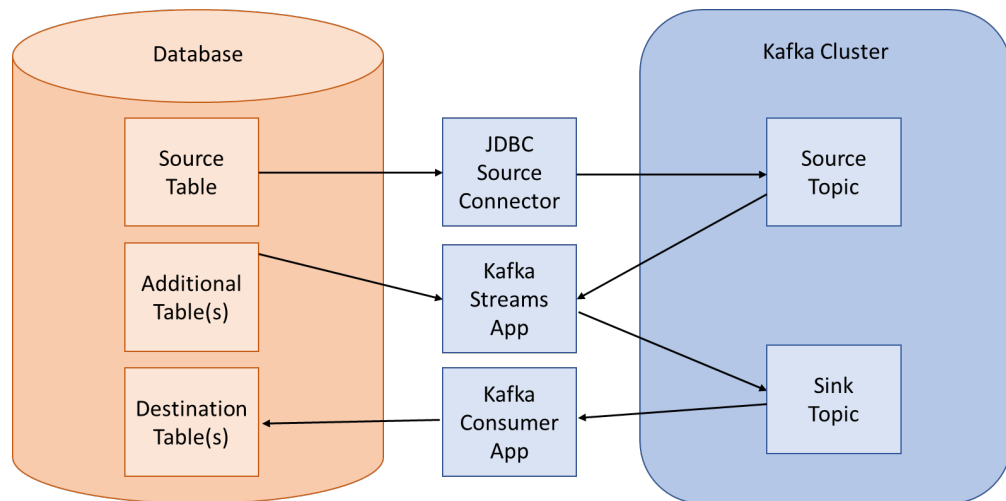 Database
Kafka Cluster
Source
Table
JDBC
Source
Connector
Source
Topic
Additional
Table(s)
Kafka
Streams
App
Destination
Table(s)
Kafka
Consumer
App
Sink
Topic